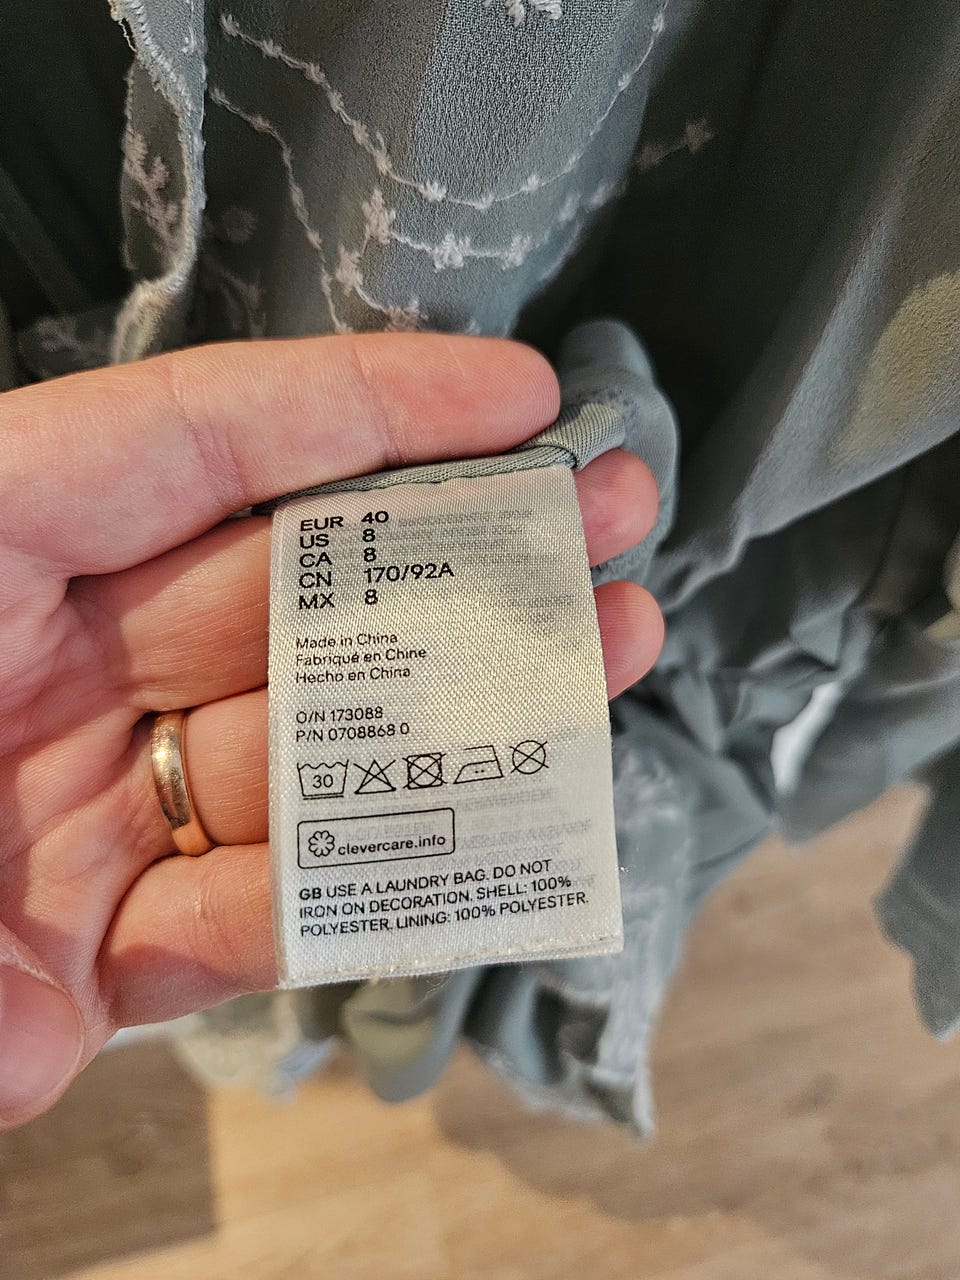 EUR 40
US 8
CA 8
CN 170/92A
MX 8
Made in China
Fabriqué en Chine
Hecho en China
O/N 173088
P/N 0708868 0
30
clevercare.info
GB USE A LAUNDRY BAG. DO NOT
IRON ON DECORATION. SHELL: 100%
POLYESTER. LINING: 100% POLYESTER.